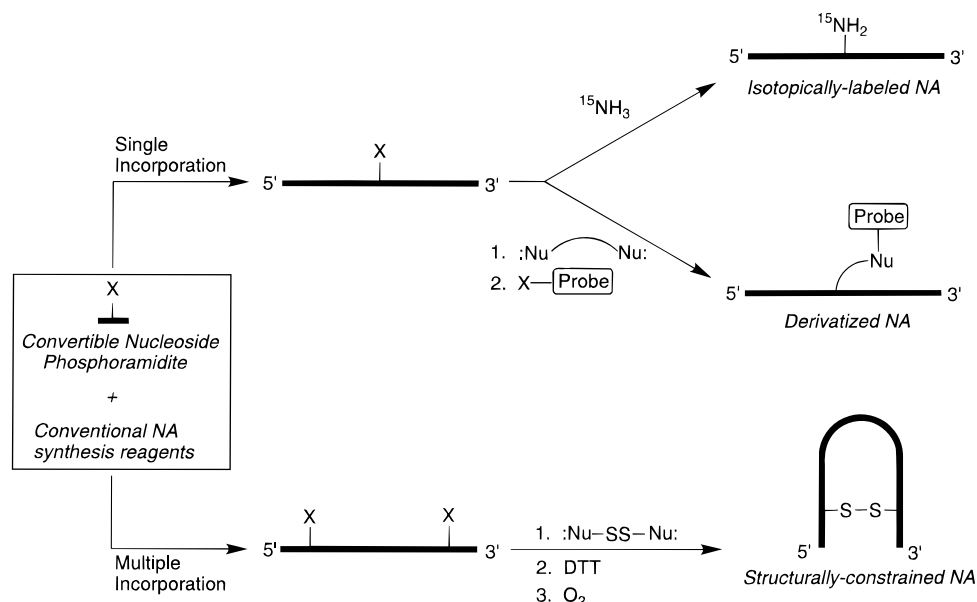 ¹⁵NH₂
5' 3'
Isotopically-labeled NA
¹⁵NH₃
Single
Incorporation
X
5' 3'
Probe
1. :Nu Nu:
Nu
2. X Probe
5' 3'
Derivatized NA
X
Convertible Nucleoside
Phosphoramidite
+
Conventional NA
synthesis reagents
X X
5' 3'
Multiple
Incorporation
1. :Nu–SS–Nu:
2. DTT
3. O₂
S–S
5' 3'
Structurally-constrained NA